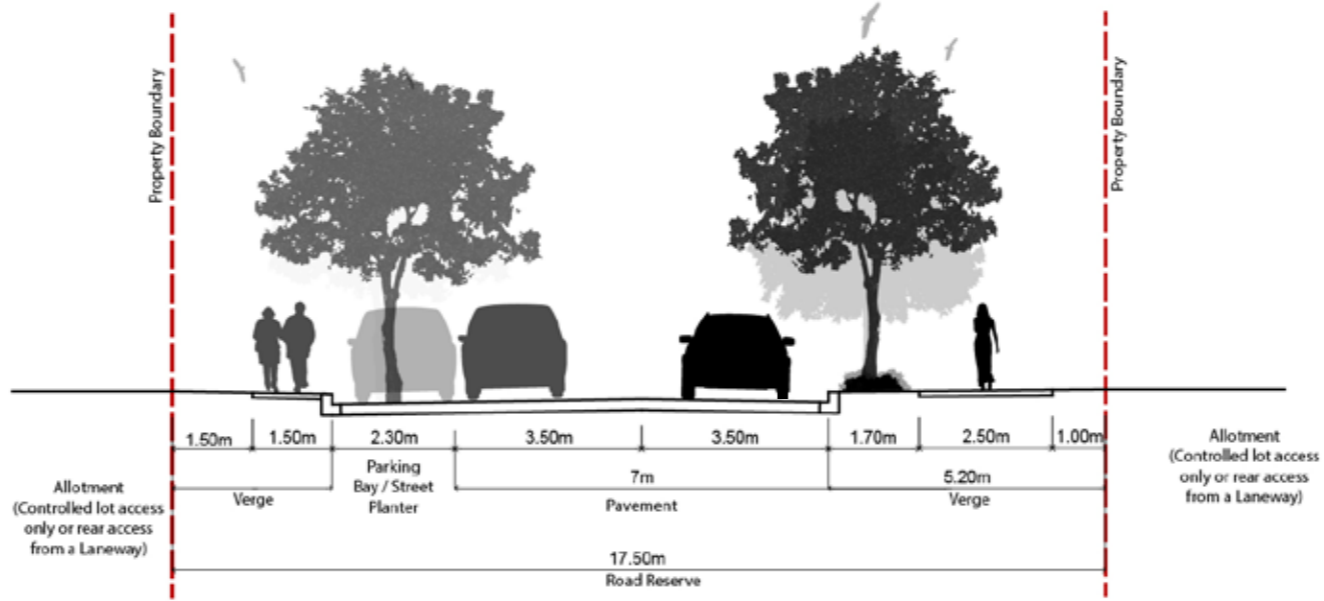 Property Boundary
Property Boundary
1.50m
1.50m
2.30m
3.50m
3.50m
1.70m
2.50m
1.00m
Allotment
(Controlled lot access
only or rear access
from a Laneway)
Verge
Parking
Bay / Street
Planter
7m
Pavement
5.20m
Verge
Allotment
(Controlled lot access
only or rear access
from a Laneway)
17.50m
Road Reserve